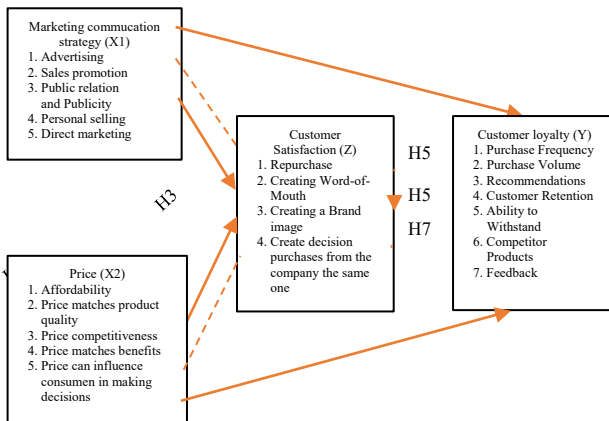 Marketing commucation
strategy (X1)
1. Advertising
2. Sales promotion
3. Public relation
and Publicity
4. Personal selling
5. Direct marketing
Customer
Satisfaction (Z)
1. Repurchase
2. Creating Word-of-
Mouth
3. Creating a Brand
image
4. Create decision
purchases from the
company the same
one
H5
H5
H7
Customer loyalty (Y)
1. Purchase Frequency
2. Purchase Volume
3. Recommendations
4. Customer Retention
5. Ability to
Withstand
6. Competitor
Products
7. Feedback
H3
Price (X2)
1. Affordability
2. Price matches product
quality
3. Price competitiveness
4. Price matches benefits
5. Price can influence
consumen in making
decisions